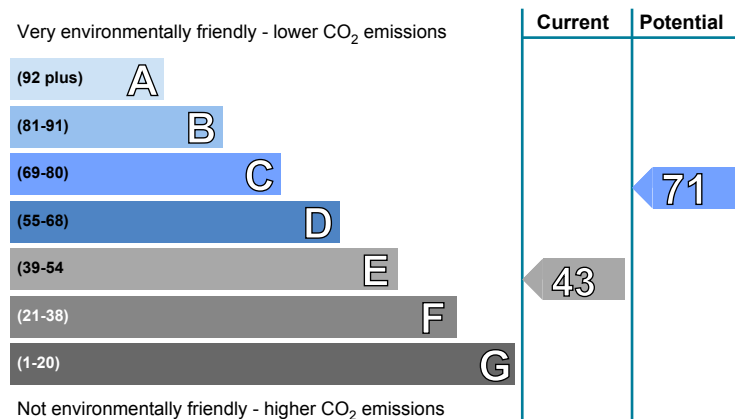 Very environmentally friendly - lower CO₂ emissions
Current
Potential
(92 plus) A
(81-91) B
(69-80) C
71
(55-68) D
(39-54 E
43
(21-38) F
(1-20) G
Not environmentally friendly - higher CO₂ emissions